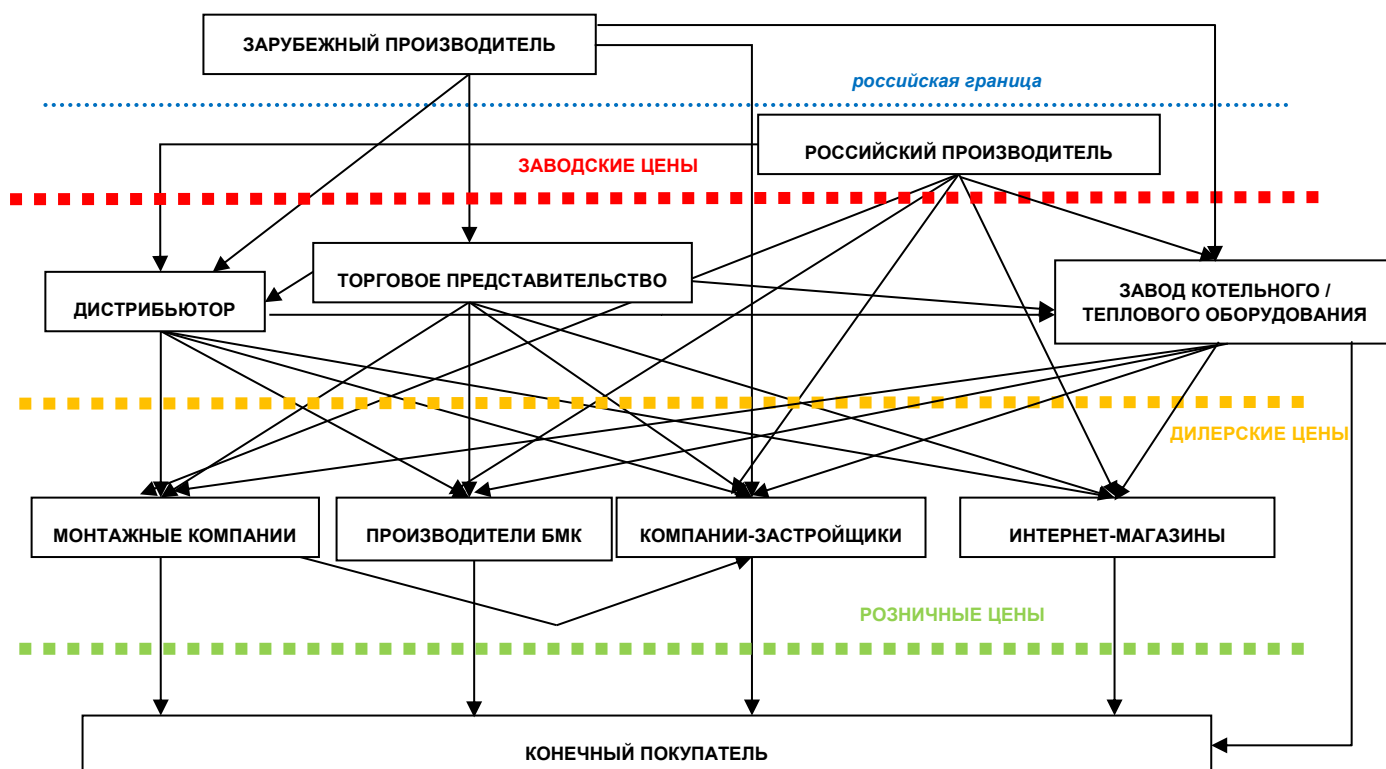 ЗАРУБЕЖНЫЙ ПРОИЗВОДИТЕЛЬ
российская граница
РОССИЙСКИЙ ПРОИЗВОДИТЕЛЬ
ЗАВОДСКИЕ ЦЕНЫ
ТОРГОВОЕ ПРЕДСТАВИТЕЛЬСТВО
ДИСТРИБЬЮТОР
ЗАВОД КОТЕЛЬНОГО /
ТЕПЛОВОГО ОБОРУДОВАНИЯ
ДИЛЕРСКИЕ ЦЕНЫ
МОНТАЖНЫЕ КОМПАНИИ
ПРОИЗВОДИТЕЛИ БМК
КОМПАНИИ-ЗАСТРОЙЩИКИ
ИНТЕРНЕТ-МАГАЗИНЫ
РОЗНИЧНЫЕ ЦЕНЫ
КОНЕЧНЫЙ ПОКУПАТЕЛЬ